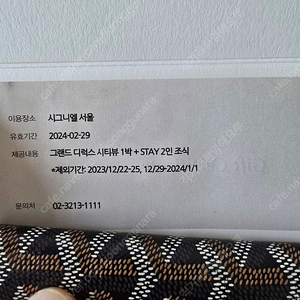 이용장소 시그니엘 서울
유효기간 2024-02-29
제공내용 그랜드 디럭스 시티뷰 1박 + STAY 2인 조식
*제외기간: 2023/12/22-25, 12/29-2024/1/1
문의처 02-3213-1111